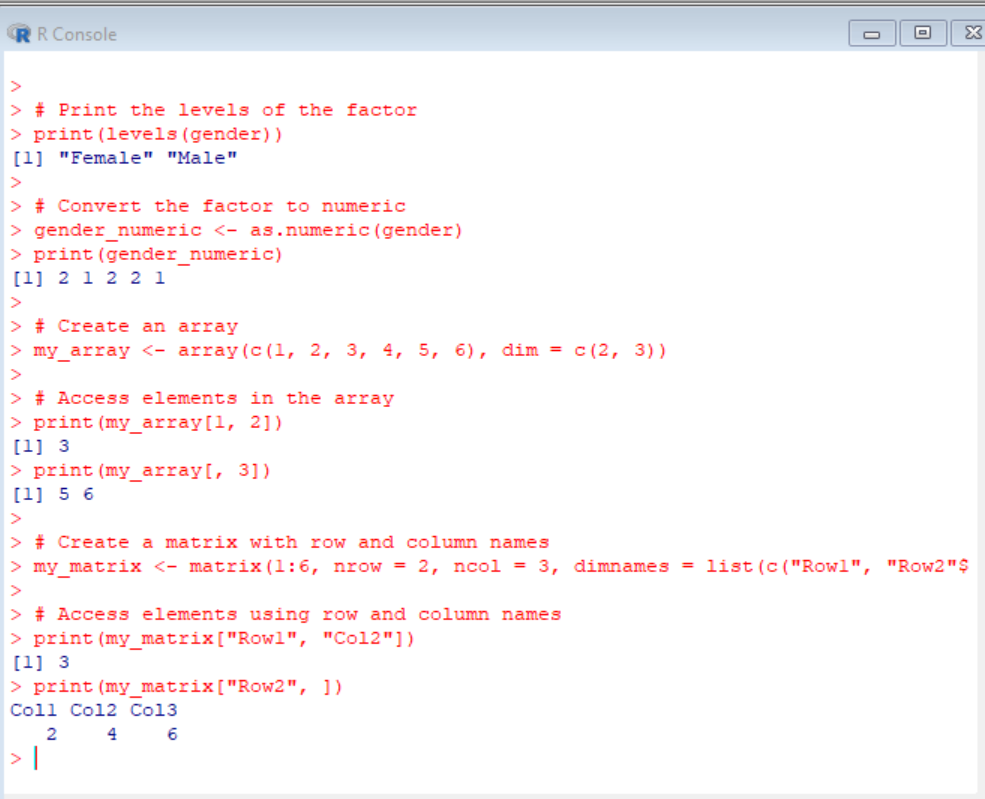 R Console
>
> # Print the levels of the factor
> print(levels(gender))
[1] "Female" "Male"
>
> # Convert the factor to numeric
> gender_numeric <- as.numeric(gender)
> print(gender_numeric)
[1] 2 1 2 2 1
>
> # Create an array
> my_array <- array(c(1, 2, 3, 4, 5, 6), dim = c(2, 3))
>
> # Access elements in the array
> print(my_array[1, 2])
[1] 3
> print(my_array[, 3])
[1] 5 6
>
> # Create a matrix with row and column names
> my_matrix <- matrix(1:6, nrow = 2, ncol = 3, dimnames = list(c("Row1", "Row2"$
>
> # Access elements using row and column names
> print(my_matrix["Row1", "Col2"])
[1] 3
> print(my_matrix["Row2", ])
Col1 Col2 Col3
   2    4    6
>